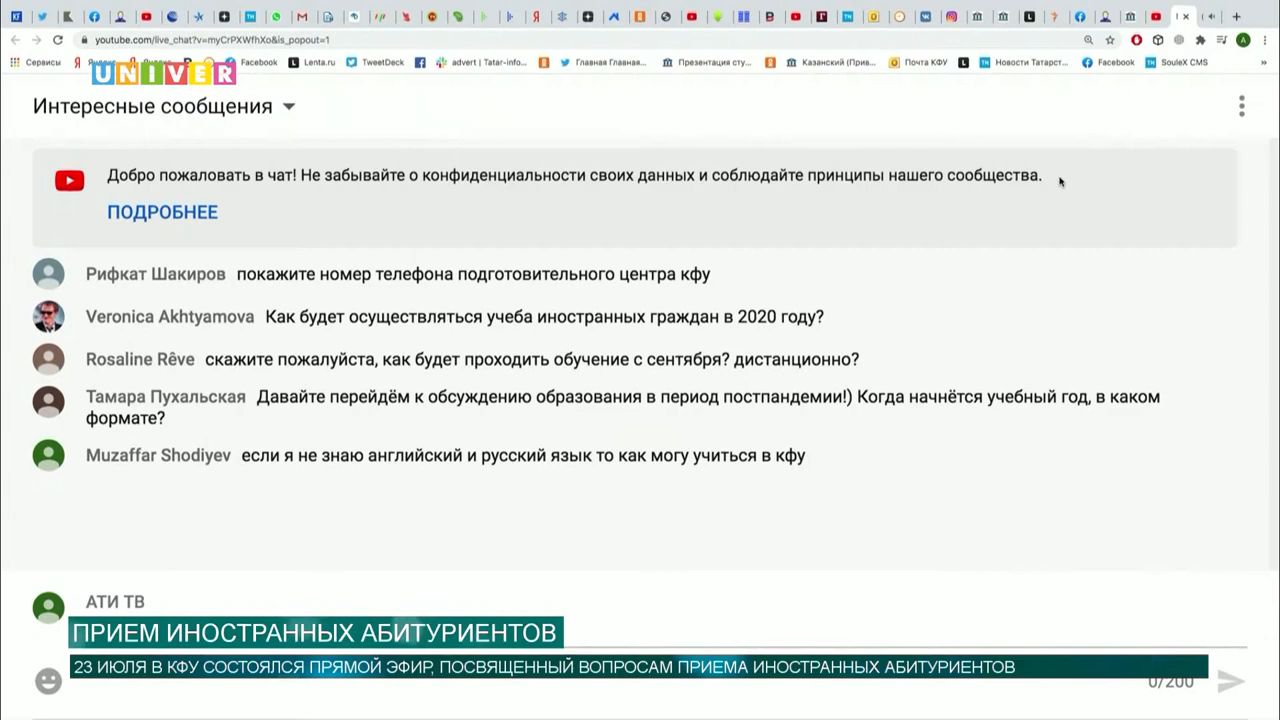 youtube.com/live_chat?v=myCrPXWfhXo&is_popout=1
Сервисы Facebook Lenta.ru TweetDeck advert | Tatar-info... Главная Главная... Презентация сту... Казанский (Прив... Почта КФУ Новости Татарст... Facebook SouleX CMS »
UNIVER
Интересные сообщения
Добро пожаловать в чат! Не забывайте о конфиденциальности своих данных и соблюдайте принципы нашего сообщества.
ПОДРОБНЕЕ
Рифкат Шакиров покажите номер телефона подготовительного центра кфу
Veronica Akhtyamova Как будет осуществляться учеба иностранных граждан в 2020 году?
Rosaline Rêve скажите пожалуйста, как будет проходить обучение с сентября? дистанционно?
Тамара Пухальская Давайте перейдём к обсуждению образования в период постпандемии!) Когда начнётся учебный год, в каком
формате?
Muzaffar Shodiyev если я не знаю английский и русский язык то как могу учиться в кфу
АТИ ТВ
ПРИЕМ ИНОСТРАННЫХ АБИТУРИЕНТОВ
23 ИЮЛЯ В КФУ СОСТОЯЛСЯ ПРЯМОЙ ЭФИР, ПОСВЯЩЕННЫЙ ВОПРОСАМ ПРИЕМА ИНОСТРАННЫХ АБИТУРИЕНТОВ
0/200